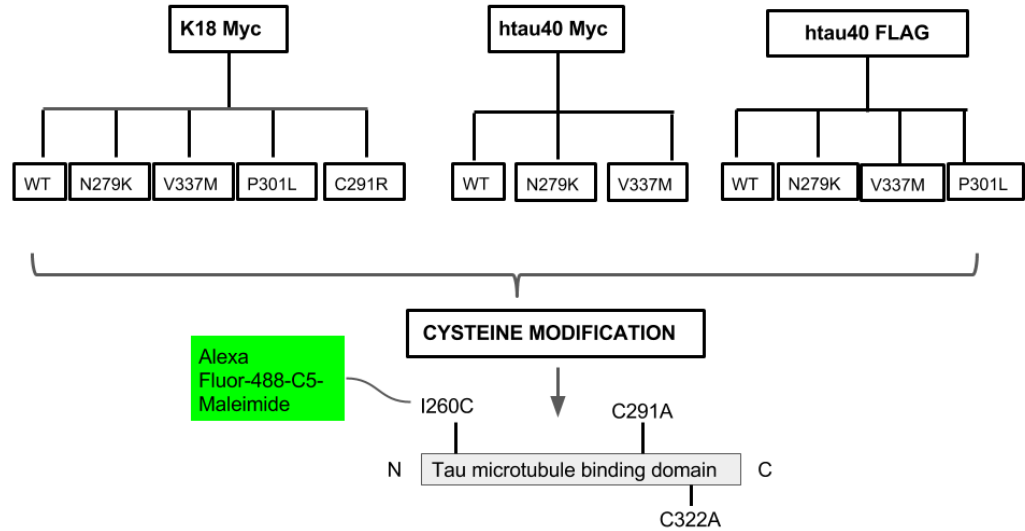 K18 Myc
htau40 Myc
htau40 FLAG
WT
N279K
V337M
P301L
C291R
WT
N279K
V337M
WT
N279K
V337M
P301L
CYSTEINE MODIFICATION
Alexa
Fluor-488-C5-
Maleimide
I260C
C291A
N
Tau microtubule binding domain
C
C322A